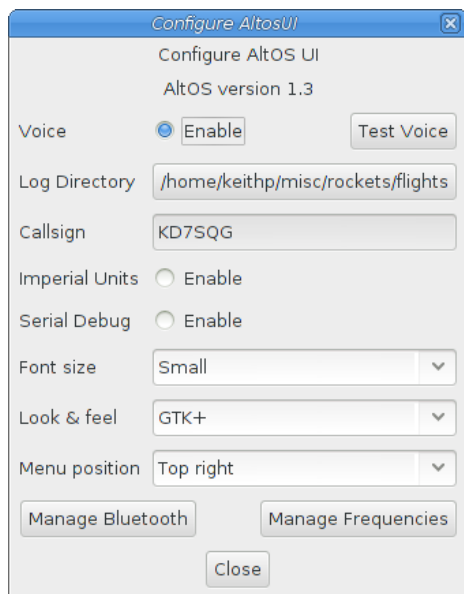 Configure AltosUI
Configure AltOS UI
AltOS version 1.3
Voice Enable Test Voice
Log Directory /home/keithp/misc/rockets/flights
Callsign KD7SQG
Imperial Units Enable
Serial Debug Enable
Font size Small
Look & feel GTK+
Menu position Top right
Manage Bluetooth Manage Frequencies
Close